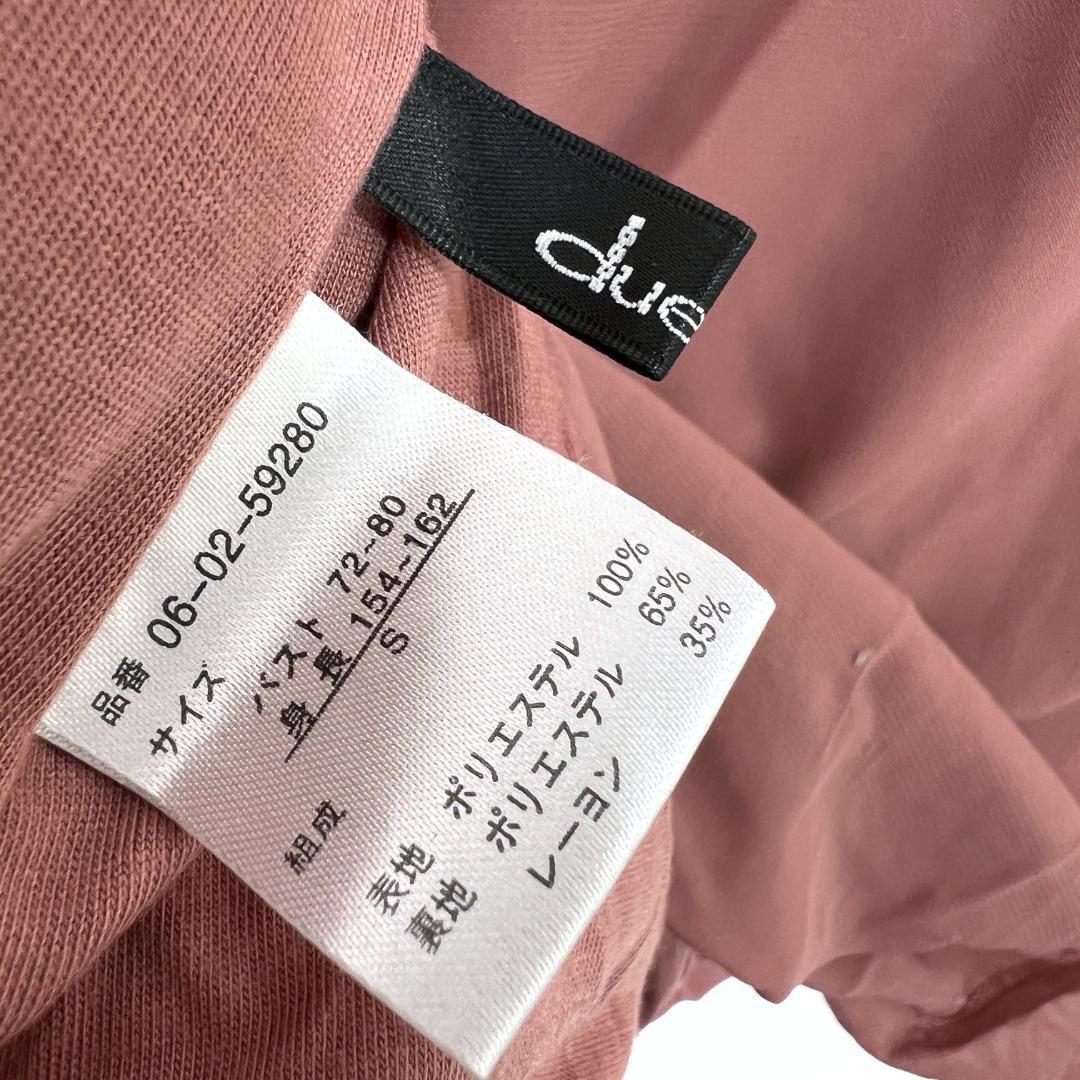 due
品番 06-02-59280
サイズ
バスト 72~80
身長 154~162
S
組成
表地 ポリエステル 100%
裏地 ポリエステル 65%
レーヨン 35%